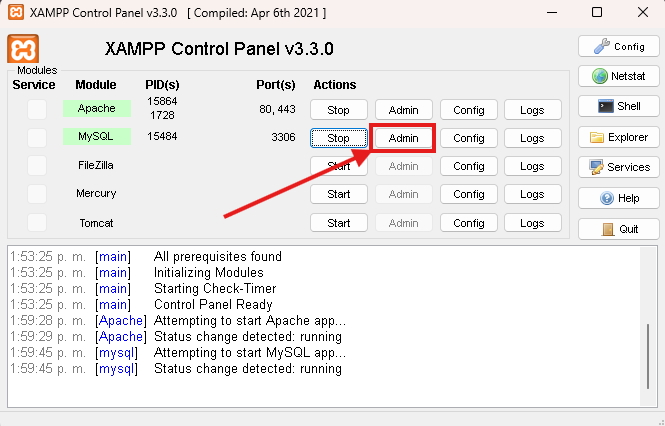 XAMPP Control Panel v3.3.0 [ Compiled: Apr 6th 2021 ]
XAMPP Control Panel v3.3.0
Config
Modules
Service Module PID(s) Port(s) Actions
Netstat
Apache 15864 1728 80, 443 Stop Admin Config Logs
Shell
MySQL 15484 3306 Stop Admin Config Logs
Explorer
FileZilla Start Admin Config Logs
Services
Mercury Start Admin Config Logs
Help
Tomcat Start Admin Config Logs
Quit
1:53:25 p. m. [main] All prerequisites found
1:53:25 p. m. [main] Initializing Modules
1:53:25 p. m. [main] Starting Check-Timer
1:53:25 p. m. [main] Control Panel Ready
1:59:28 p. m. [Apache] Attempting to start Apache app...
1:59:29 p. m. [Apache] Status change detected: running
1:59:45 p. m. [mysql] Attempting to start MySQL app...
1:59:45 p. m. [mysql] Status change detected: running